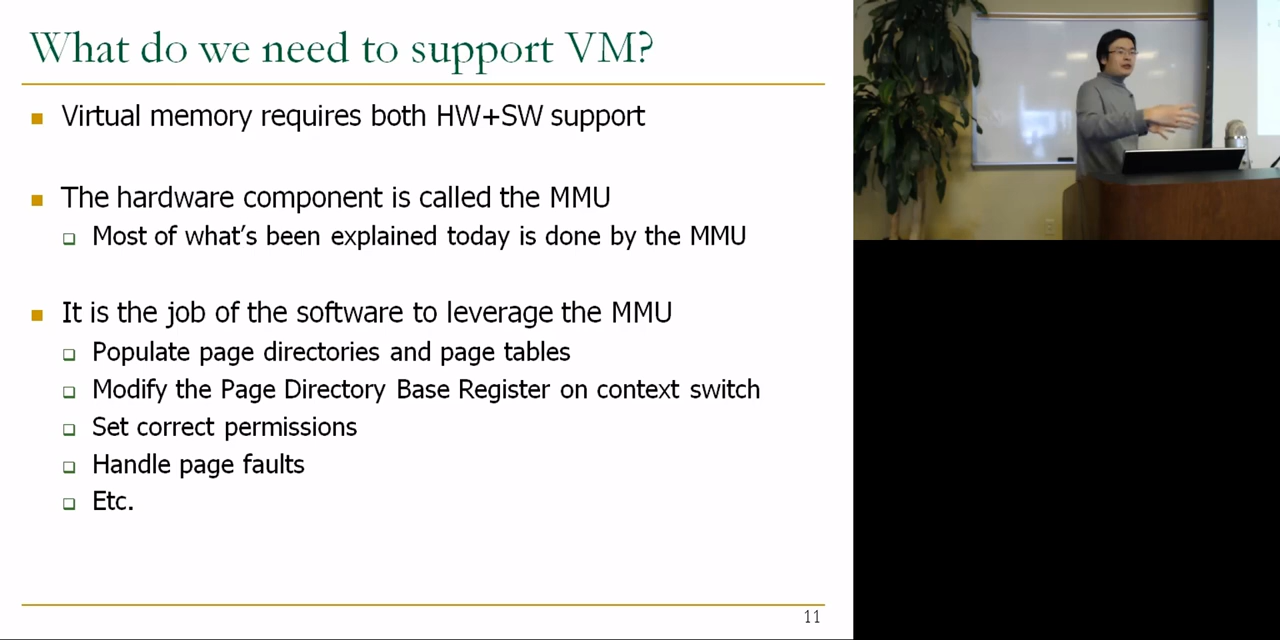 What do we need to support VM?
Virtual memory requires both HW+SW support
The hardware component is called the MMU
Most of what's been explained today is done by the MMU
It is the job of the software to leverage the MMU
Populate page directories and page tables
Modify the Page Directory Base Register on context switch
Set correct permissions
Handle page faults
Etc.
11